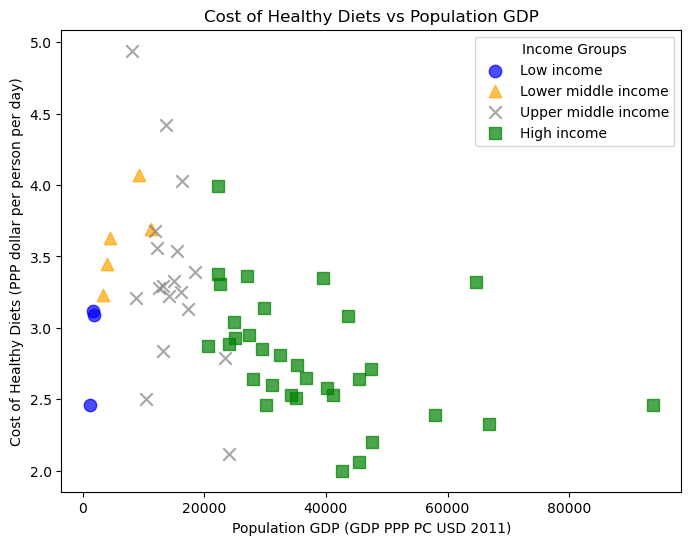 Cost of Healthy Diets vs Population GDP
Income Groups
Low income
Lower middle income
Upper middle income
High income
Cost of Healthy Diets (PPP dollar per person per day)
5.0
4.5
4.0
3.5
3.0
2.5
2.0
0 20000 40000 60000 80000
Population GDP (GDP PPP PC USD 2011)